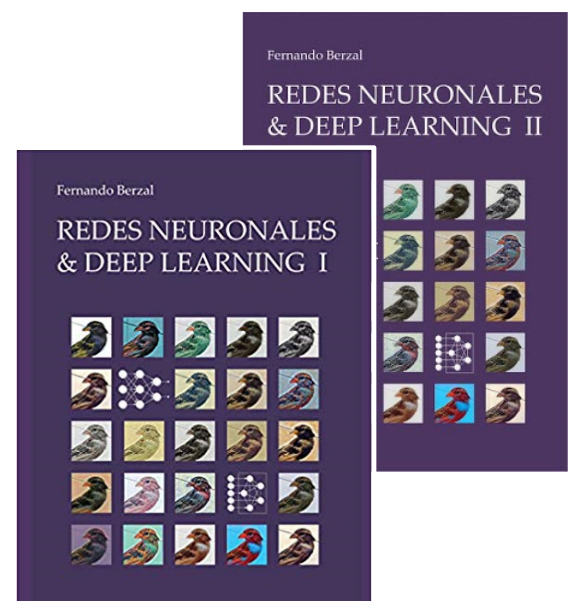 Fernando Berzal
REDES NEURONALES
& DEEP LEARNING II
Fernando Berzal
REDES NEURONALES
& DEEP LEARNING I